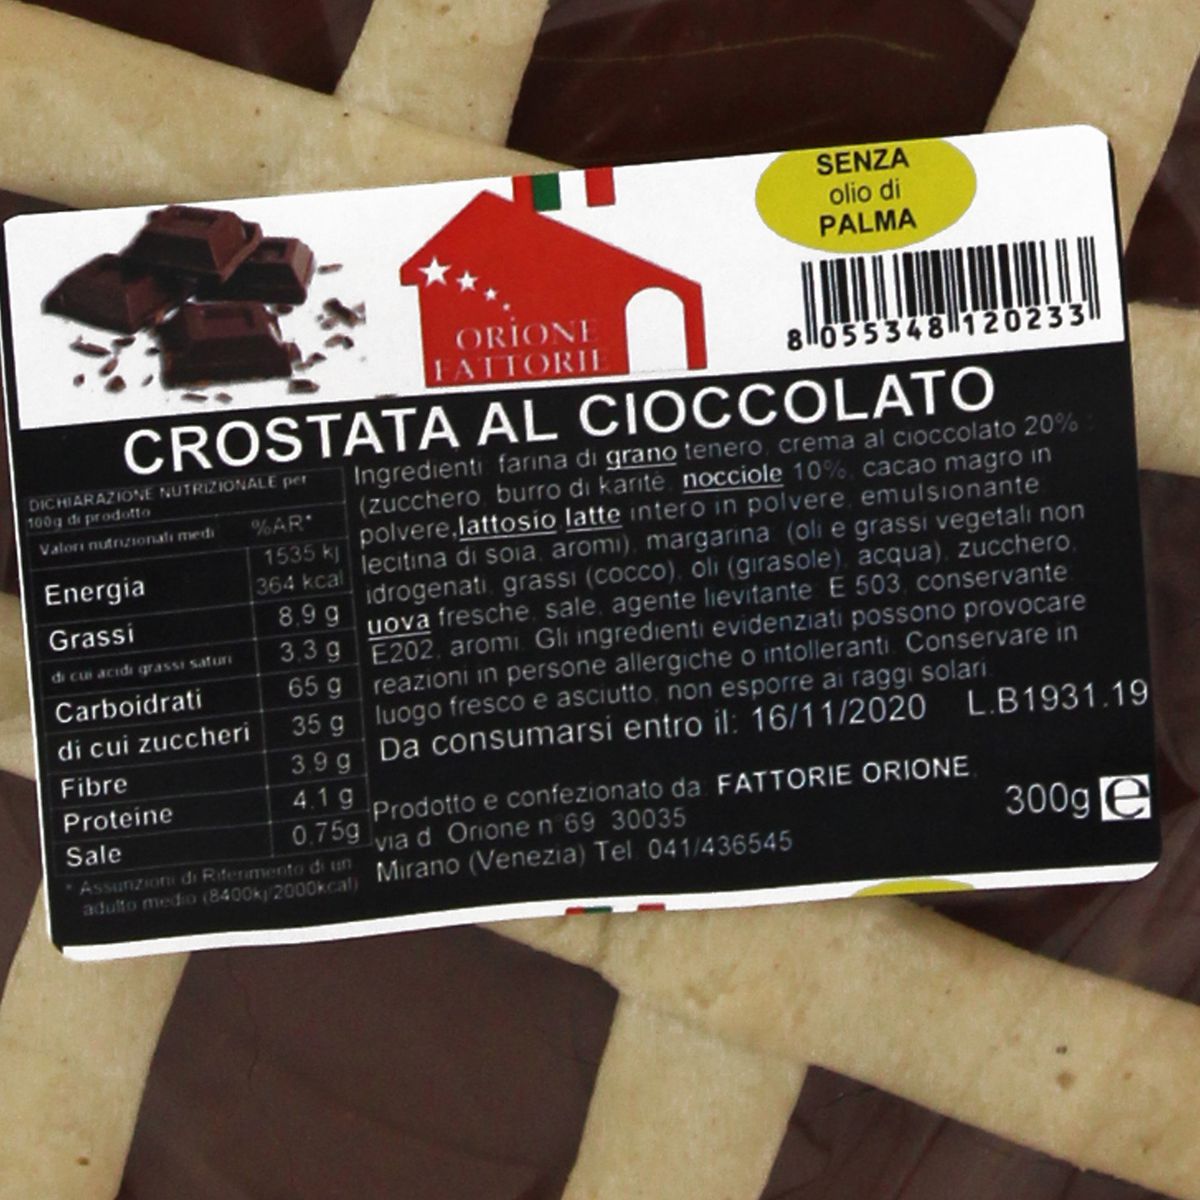 SENZA
olio di
PALMA
ORIONE
FATTORIE
8 055348 120233
CROSTATA AL CIOCCOLATO
DICHIARAZIONE NUTRIZIONALE per
100g di prodotto
Valori nutrizionali medi %AR*
Energia 1535 kj
364 kcal
Grassi 8,9 g
di cui acidi grassi saturi 3,3 g
Carboidrati 65 g
di cui zuccheri 35 g
Fibre 3,9 g
Proteine 4,1 g
Sale 0,75g
* Assunzioni di Riferimento di un
adulto medio (8400kj/2000kcal)
Ingredienti: farina di grano tenero, crema al cioccolato 20% :
(zucchero, burro di karitè, nocciole 10%, cacao magro in
polvere,lattosio latte intero in polvere, emulsionante
lecitina di soia, aromi), margarina (oli e grassi vegetali non
idrogenati, grassi (cocco), oli (girasole), acqua), zucchero,
uova fresche, sale, agente lievitante E 503, conservante
E202, aromi. Gli ingredienti evidenziati possono provocare
reazioni in persone allergiche o intolleranti. Conservare in
luogo fresco e asciutto, non esporre ai raggi solari.
Da consumarsi entro il: 16/11/2020 L.B1931.19
Prodotto e confezionato da: FATTORIE ORIONE,
via d. Orione n°69 30035
Mirano (Venezia) Tel. 041/436545
300g e